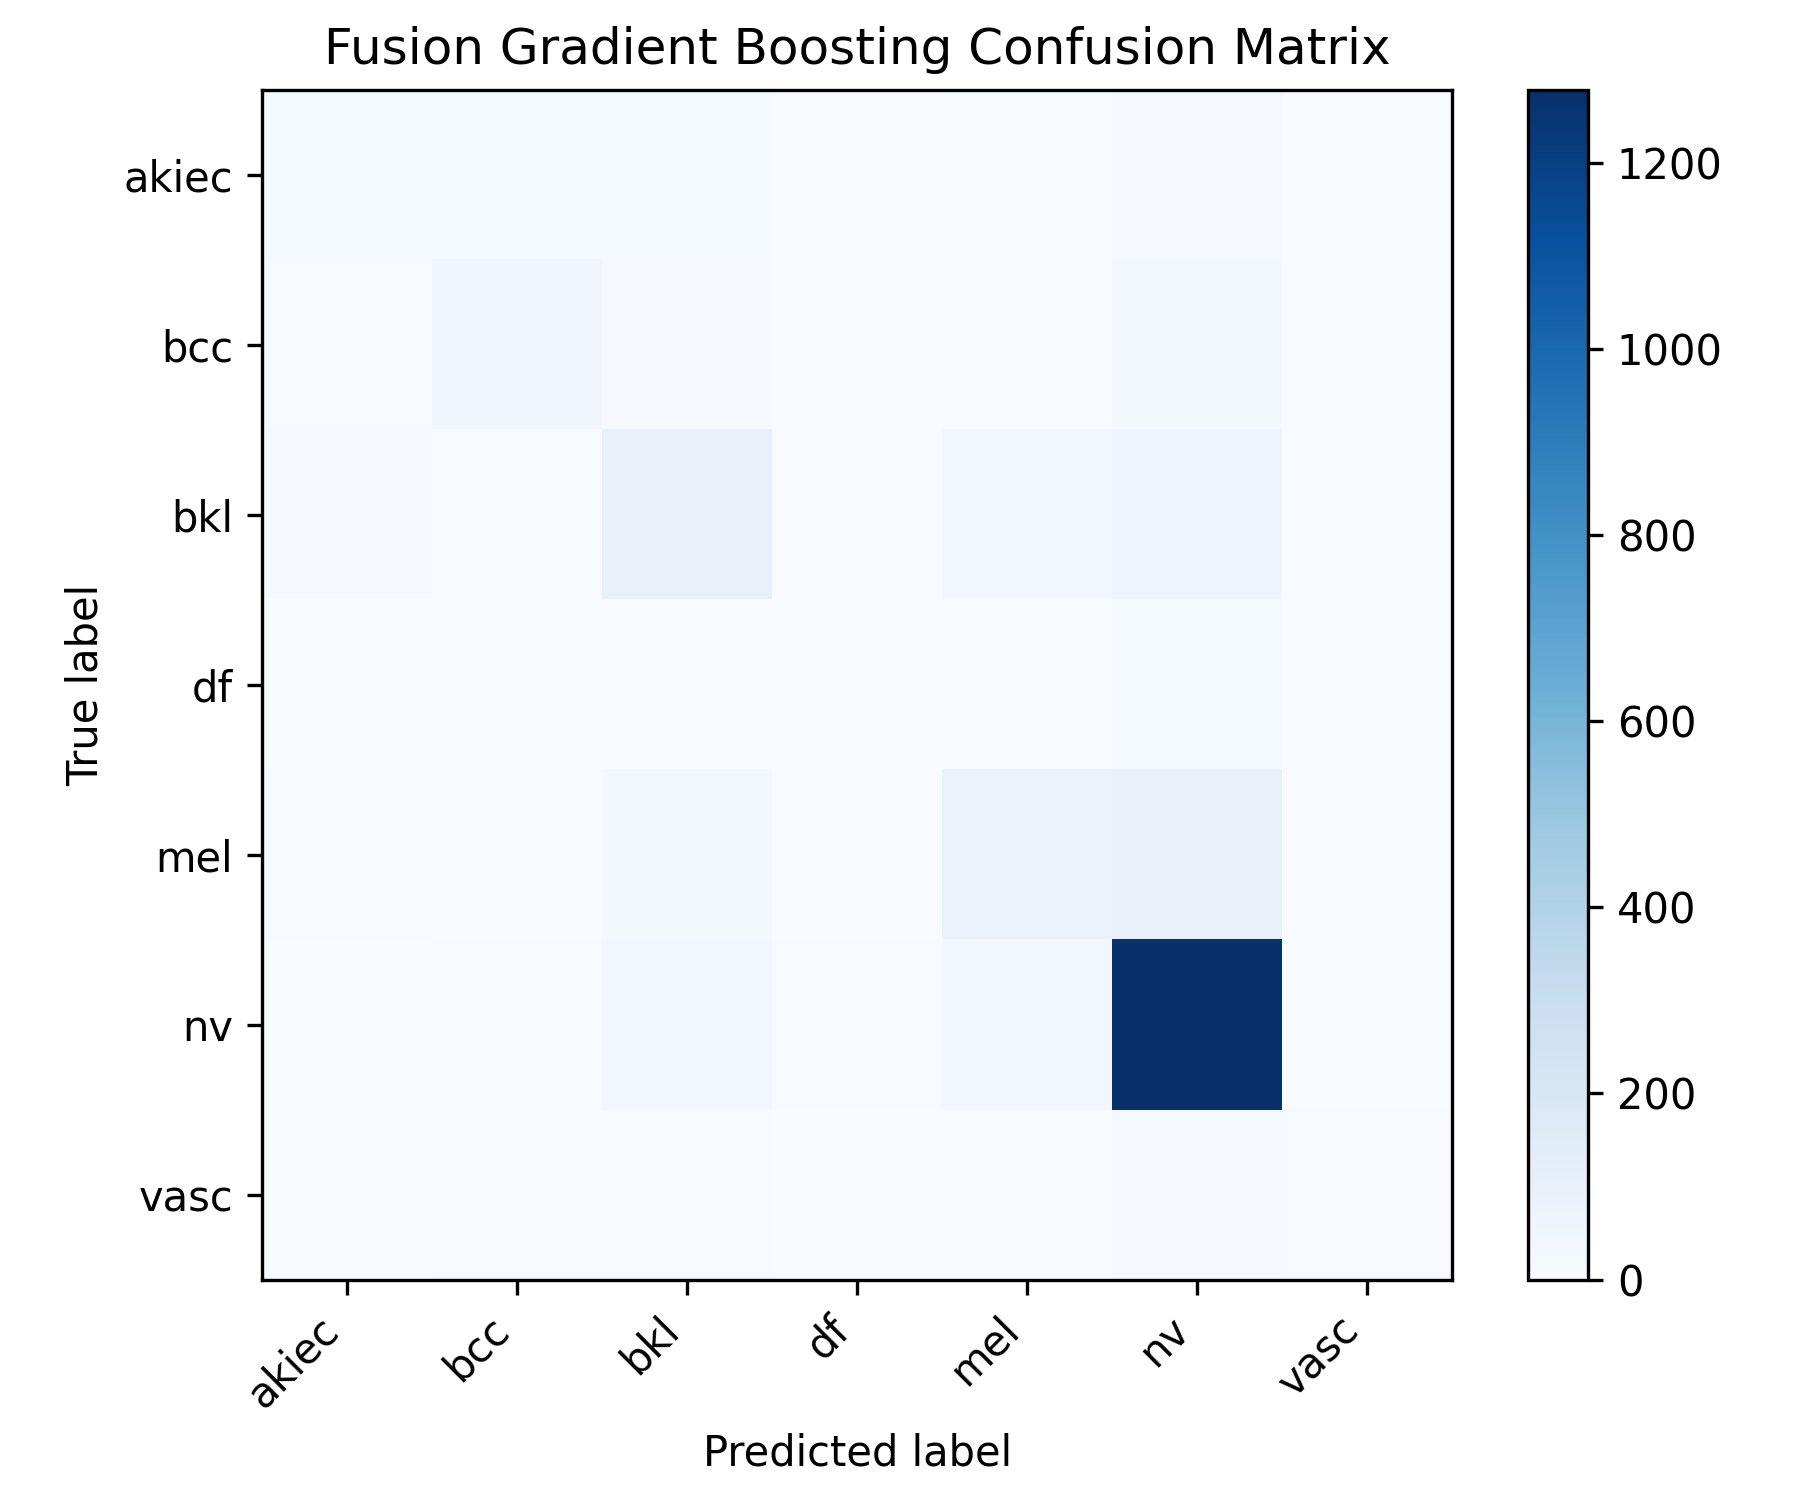 Fusion Gradient Boosting Confusion Matrix
akiec
bcc
bkl
df
mel
nv
vasc
True label
akiec
bcc
bkl
df
mel
nv
vasc
Predicted label
1200
1000
800
600
400
200
0